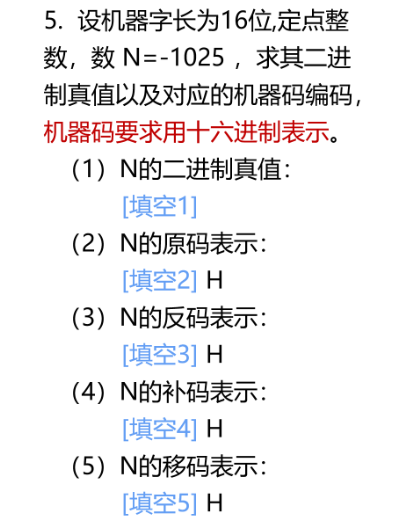 5. 设机器字长为16位,定点整
数，数 N=-1025 ，求其二进
制真值以及对应的机器码编码，
机器码要求用十六进制表示。
（1）N的二进制真值：
[填空1]
（2）N的原码表示：
[填空2] H
（3）N的反码表示：
[填空3] H
（4）N的补码表示：
[填空4] H
（5）N的移码表示：
[填空5] H